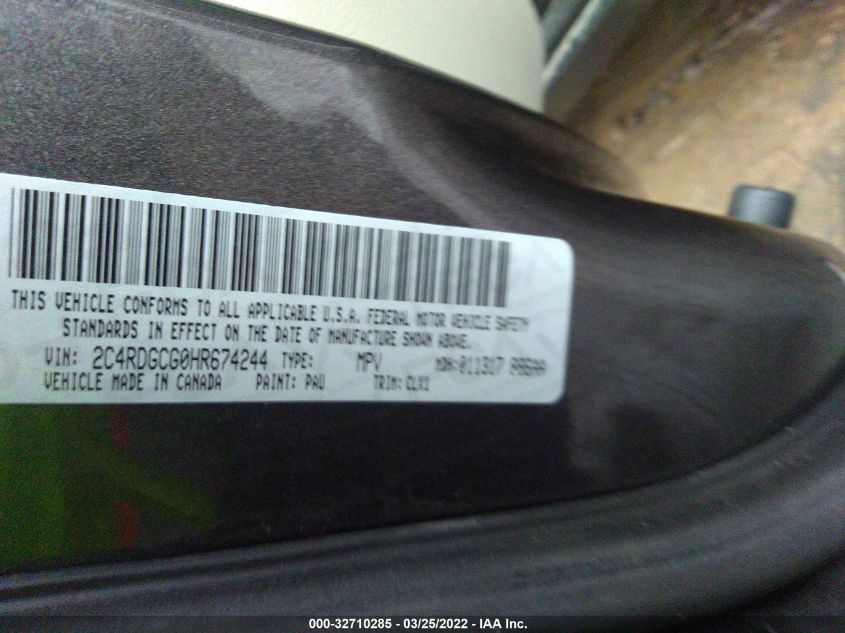 THIS VEHICLE CONFORMS TO ALL APPLICABLE U.S.A. FEDERAL MOTOR VEHICLE SAFETY
STANDARDS IN EFFECT ON THE DATE OF MANUFACTURE SHOWN ABOVE.
VIN: 2C4RDGCG0HR674244 TYPE: MPV MDH: 011317
VEHICLE MADE IN CANADA PAINT: PAU TRIM: CLX1
000-32710285 - 03/25/2022 - IAA Inc.